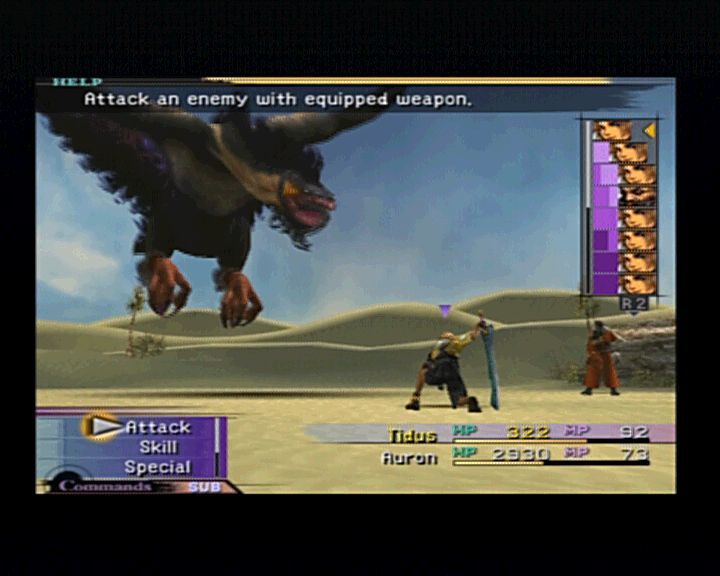 HELP
Attack an enemy with equipped weapon.
R2
Attack
Skill
Special
Commands SUB
Tidus HP 322 MP 92
Auron HP 2930 MP 73